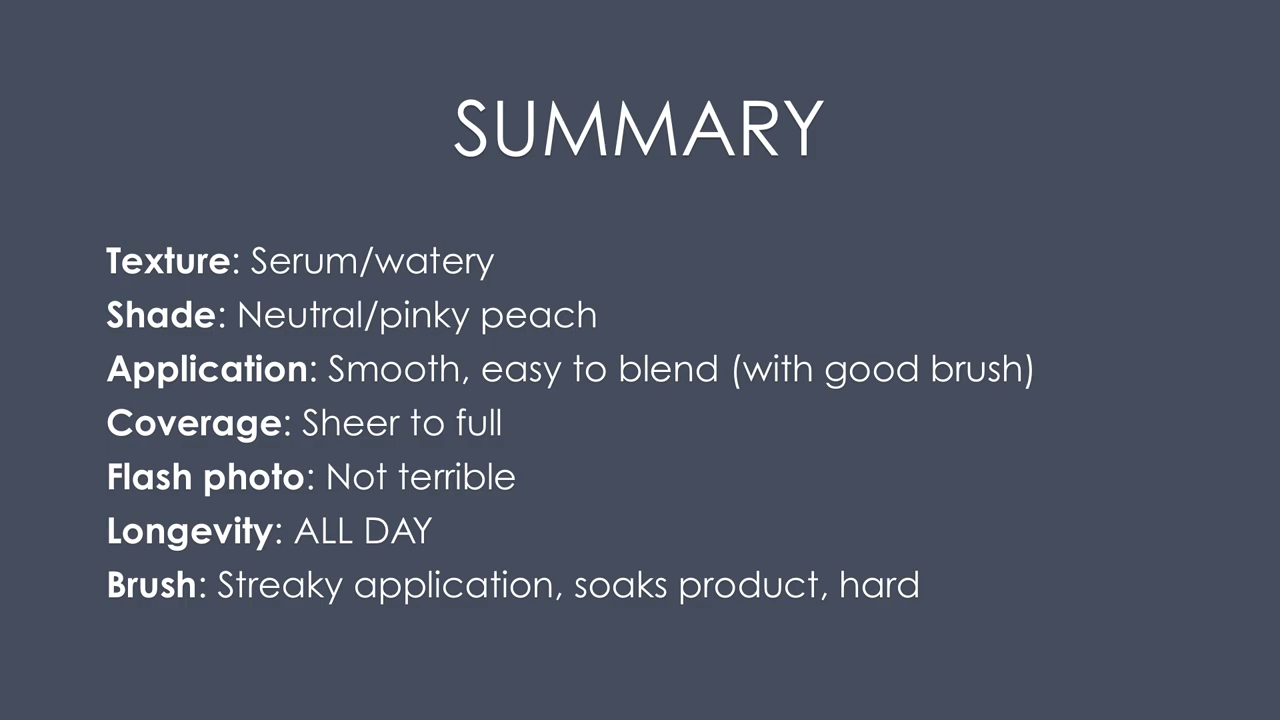 SUMMARY
Texture: Serum/watery
Shade: Neutral/pinky peach
Application: Smooth, easy to blend (with good brush)
Coverage: Sheer to full
Flash photo: Not terrible
Longevity: ALL DAY
Brush: Streaky application, soaks product, hard